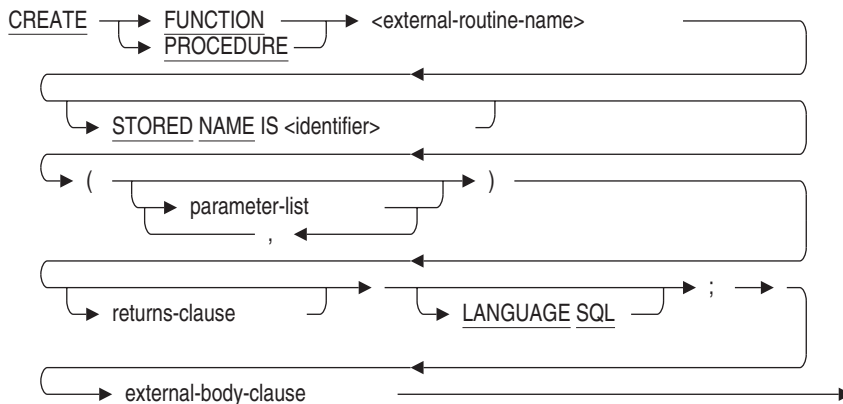 CREATE FUNCTION <external-routine-name>
PROCEDURE
STORED NAME IS <identifier>
( )
parameter-list
,
;
returns-clause LANGUAGE SQL
external-body-clause